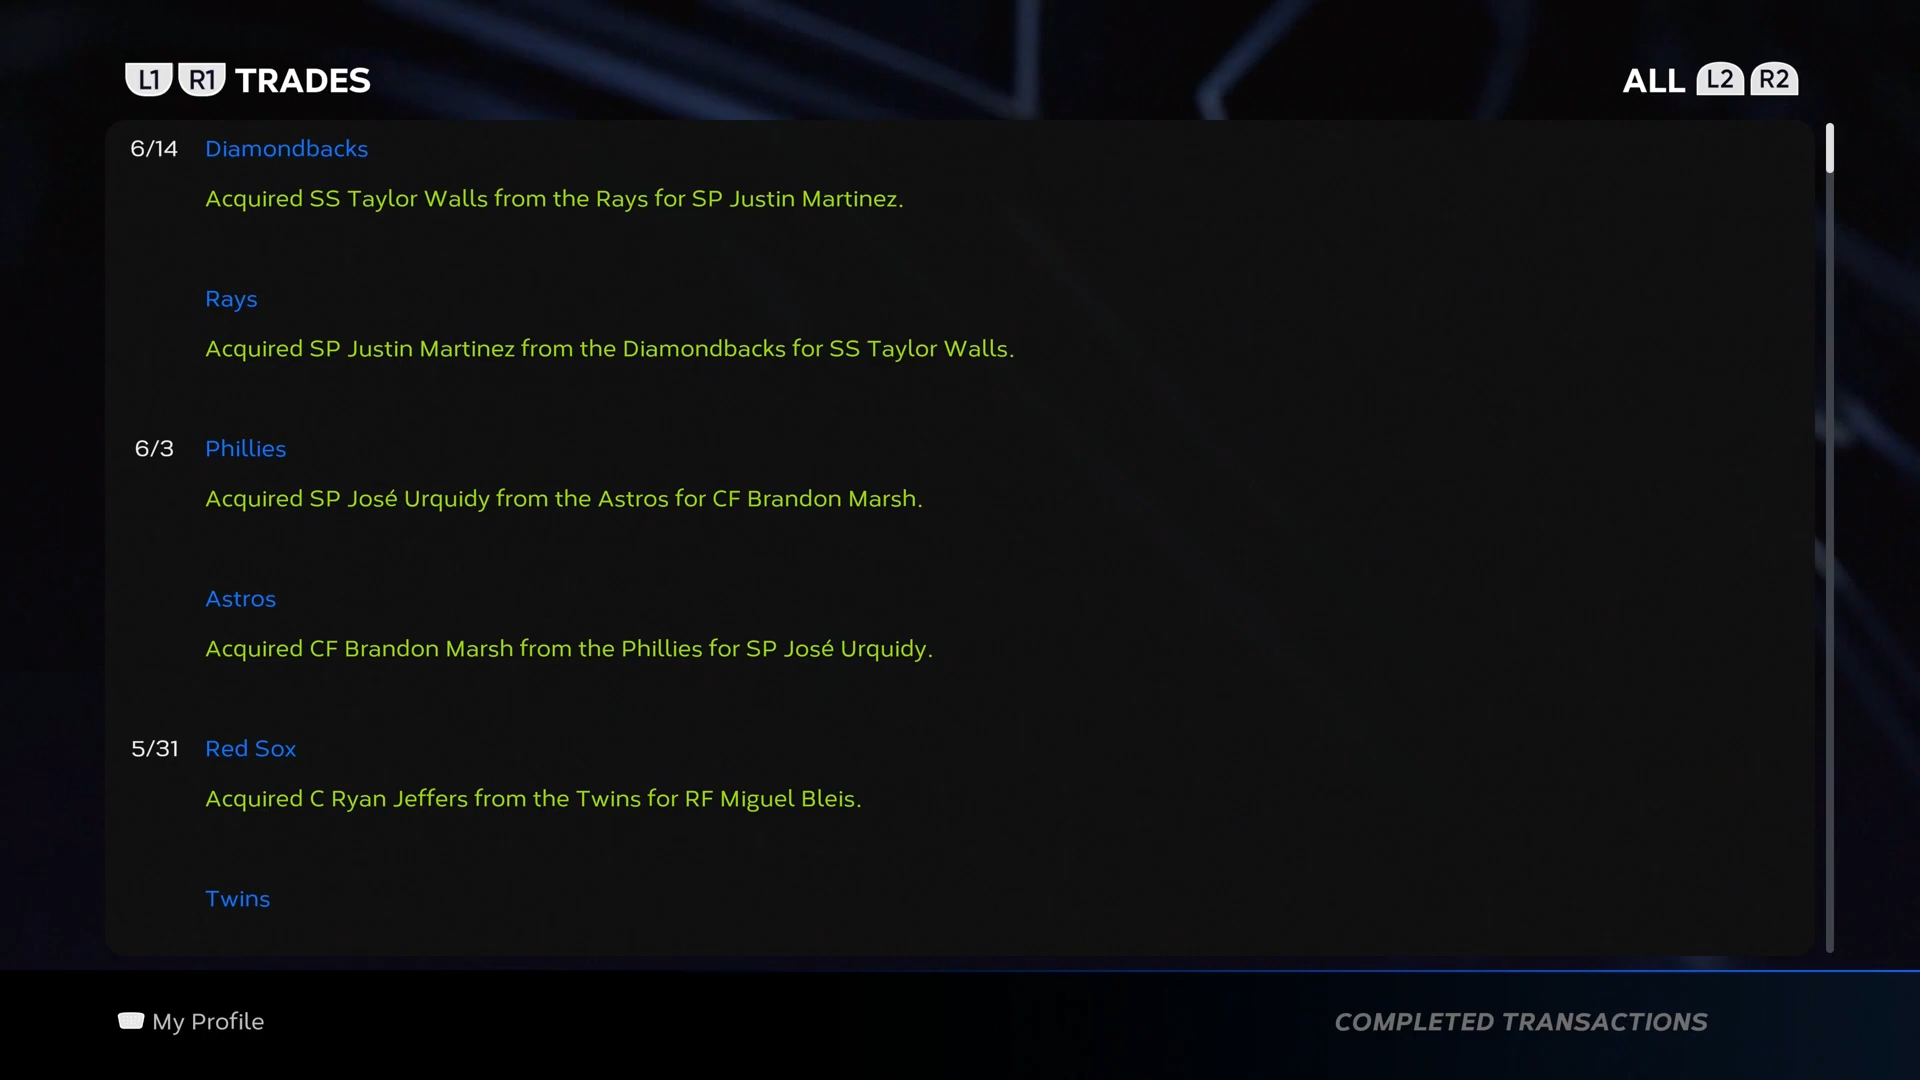 L1 R1 TRADES
ALL L2 R2
6/14 Diamondbacks
Acquired SS Taylor Walls from the Rays for SP Justin Martinez.
Rays
Acquired SP Justin Martinez from the Diamondbacks for SS Taylor Walls.
6/3 Phillies
Acquired SP José Urquidy from the Astros for CF Brandon Marsh.
Astros
Acquired CF Brandon Marsh from the Phillies for SP José Urquidy.
5/31 Red Sox
Acquired C Ryan Jeffers from the Twins for RF Miguel Bleis.
Twins
My Profile
COMPLETED TRANSACTIONS